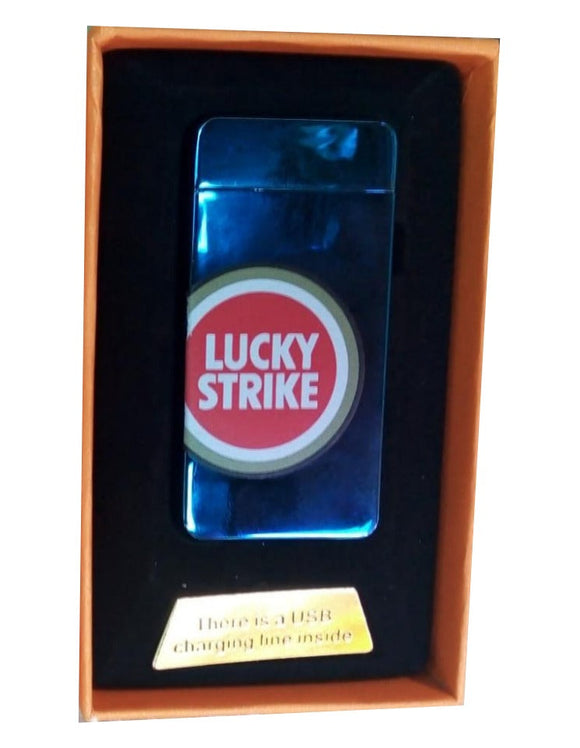 LUCKY
STRIKE
There is a USB
charging line inside